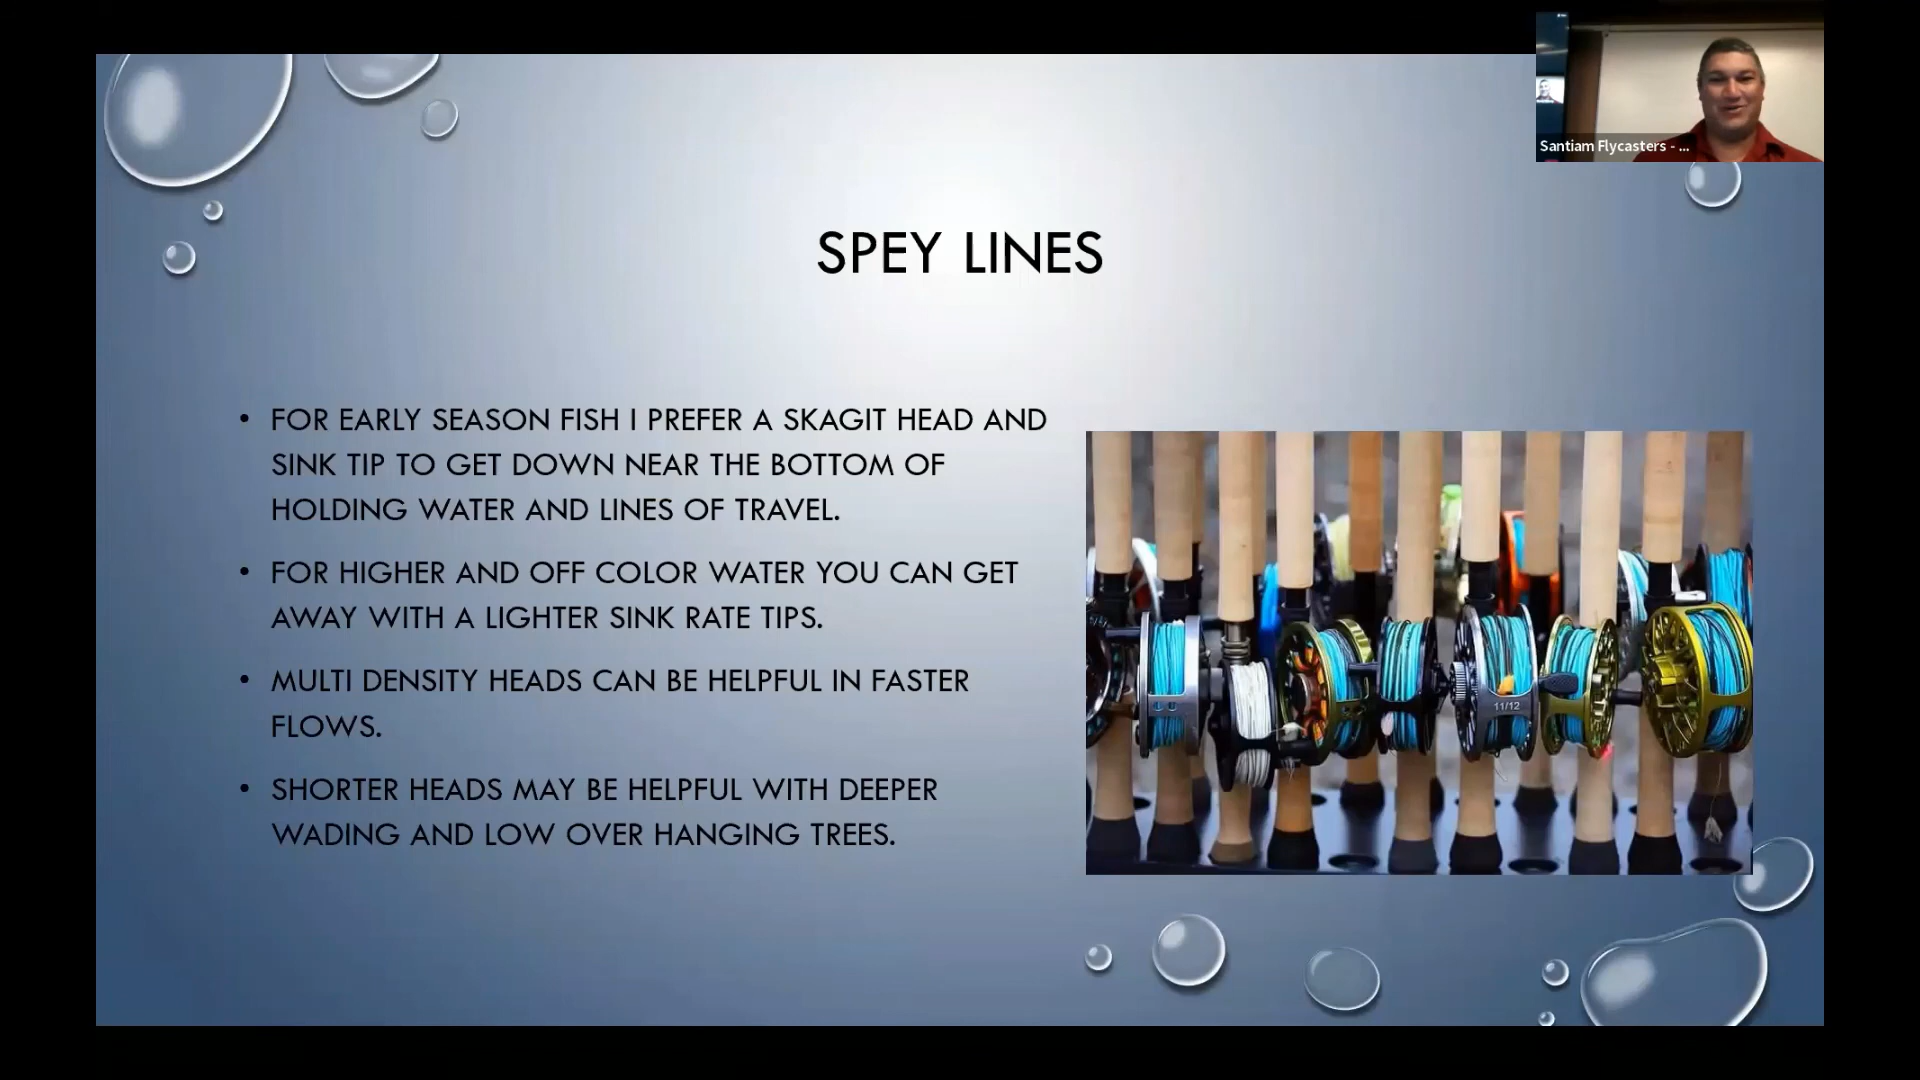 Santiam Flycasters - ...
SPEY LINES
• FOR EARLY SEASON FISH I PREFER A SKAGIT HEAD AND
SINK TIP TO GET DOWN NEAR THE BOTTOM OF
HOLDING WATER AND LINES OF TRAVEL.
• FOR HIGHER AND OFF COLOR WATER YOU CAN GET
AWAY WITH A LIGHTER SINK RATE TIPS.
• MULTI DENSITY HEADS CAN BE HELPFUL IN FASTER
FLOWS.
• SHORTER HEADS MAY BE HELPFUL WITH DEEPER
WADING AND LOW OVER HANGING TREES.
11/12